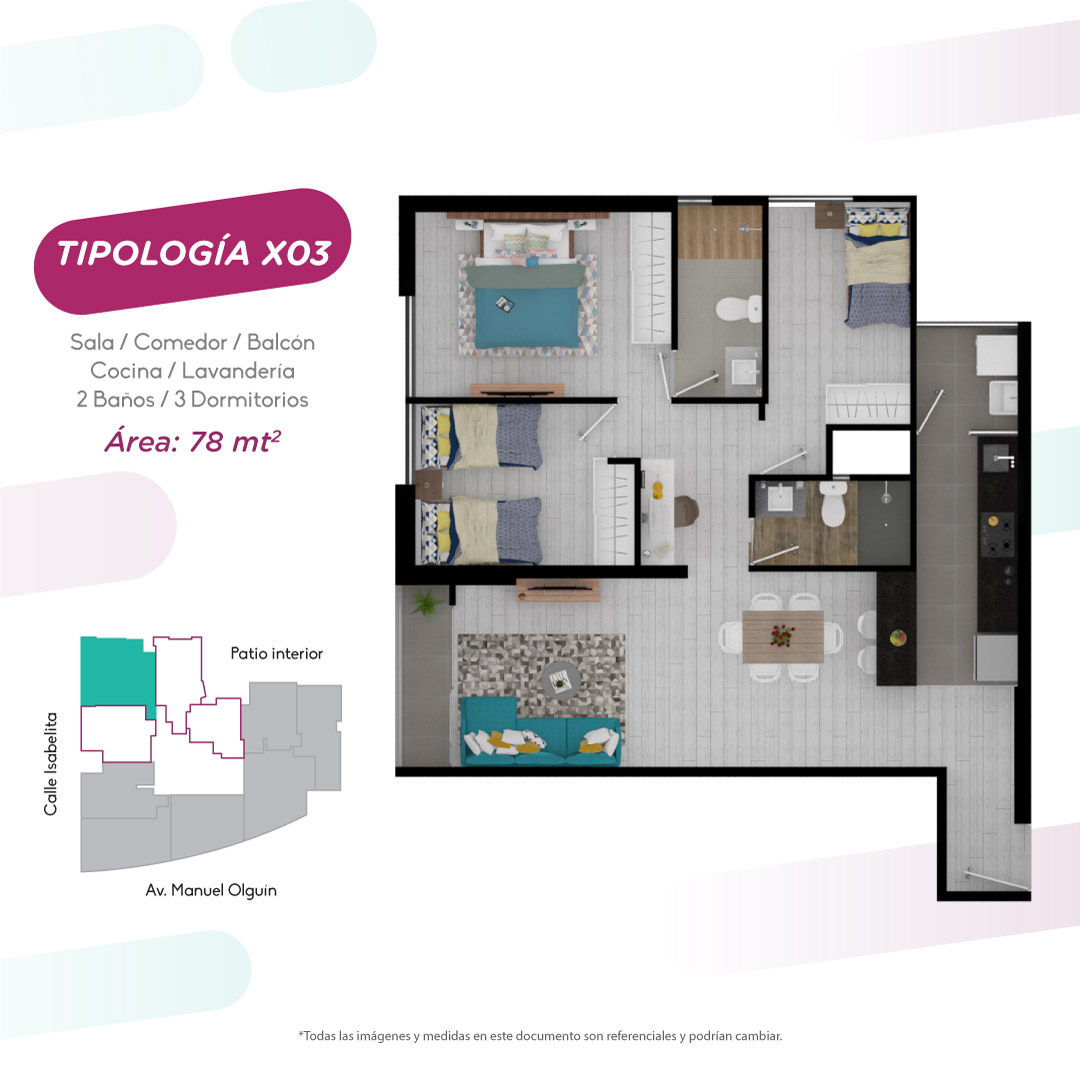 TIPOLOGÍA X03
Sala / Comedor / Balcón
Cocina / Lavandería
2 Baños / 3 Dormitorios
Área: 78 mt²
Patio interior
Calle Isabelita
Av. Manuel Olguín
*Todas las imágenes y medidas en este documento son referenciales y podrían cambiar.